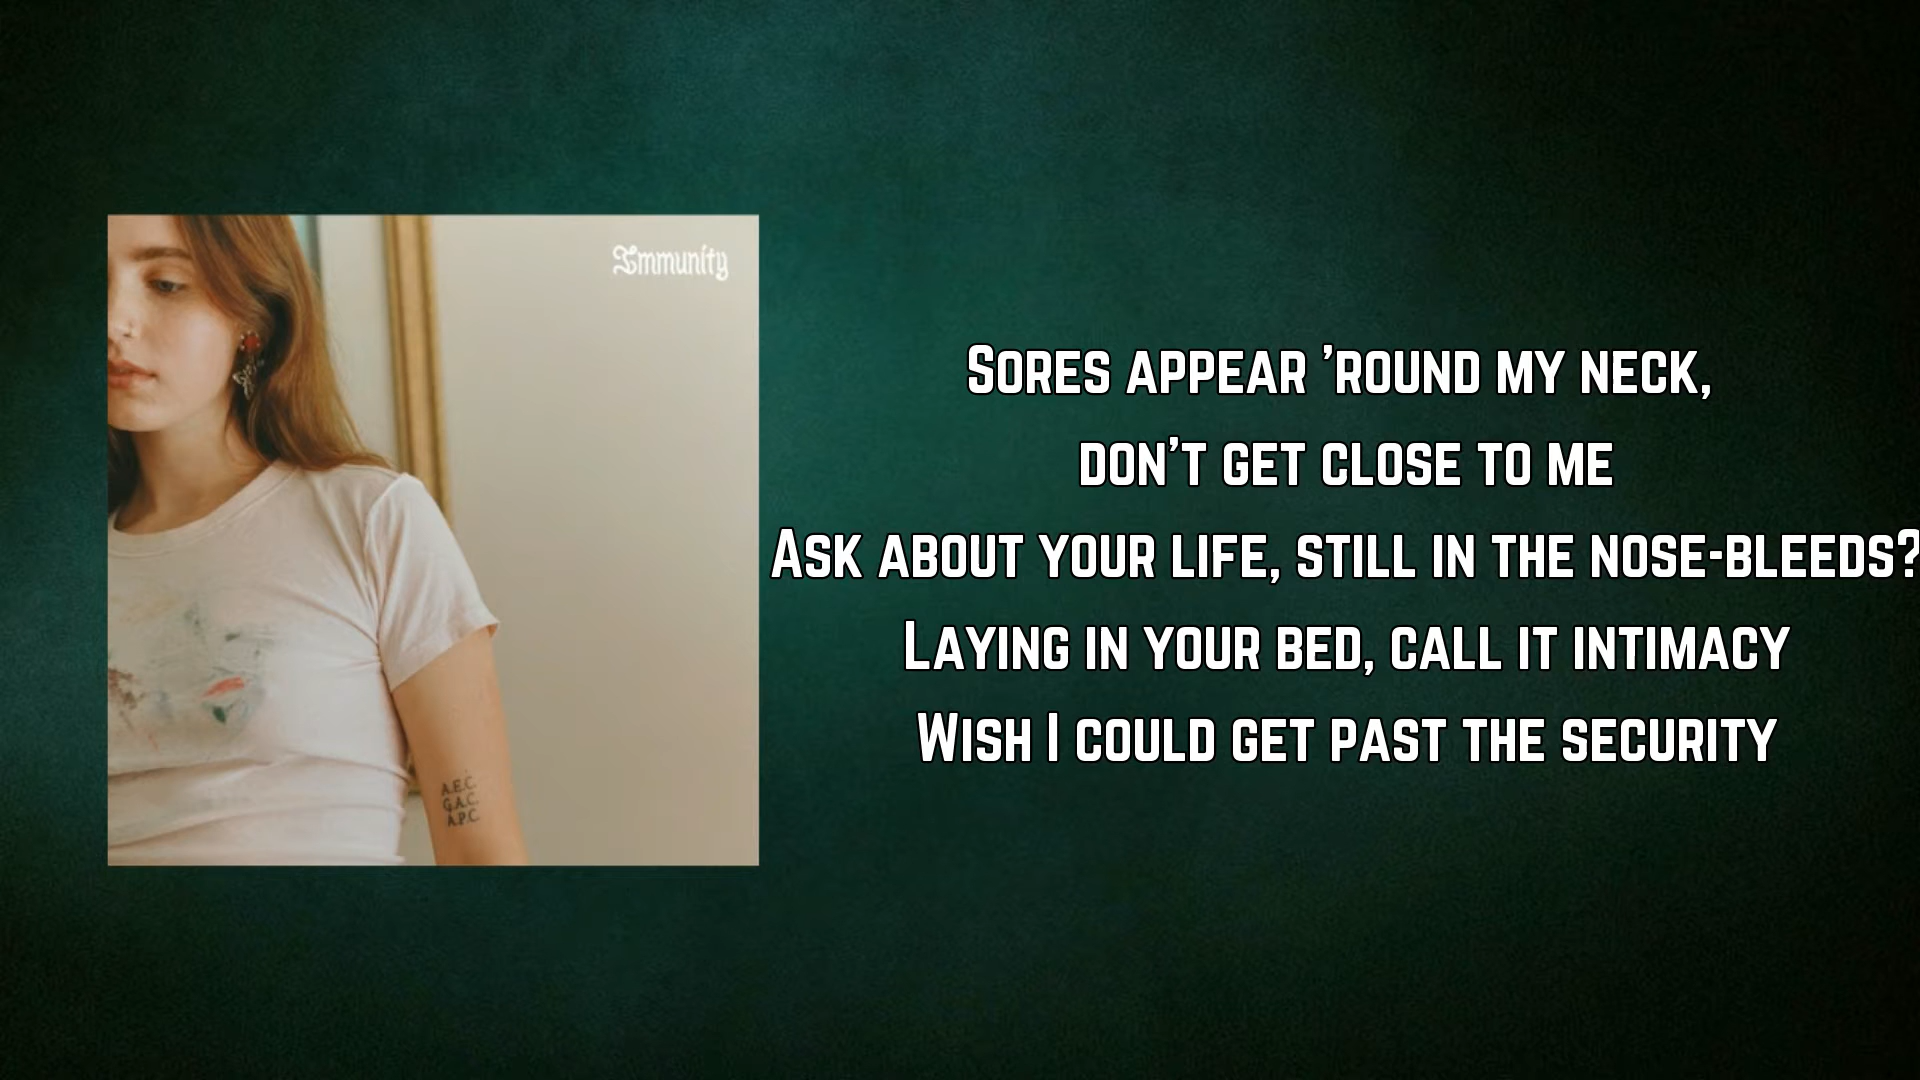 Immunity
A.E.C.
G.A.C.
A.P.C.
Sores appear 'round my neck,
don't get close to me
Ask about your life, still in the nose-bleeds?
Laying in your bed, call it intimacy
Wish I could get past the security